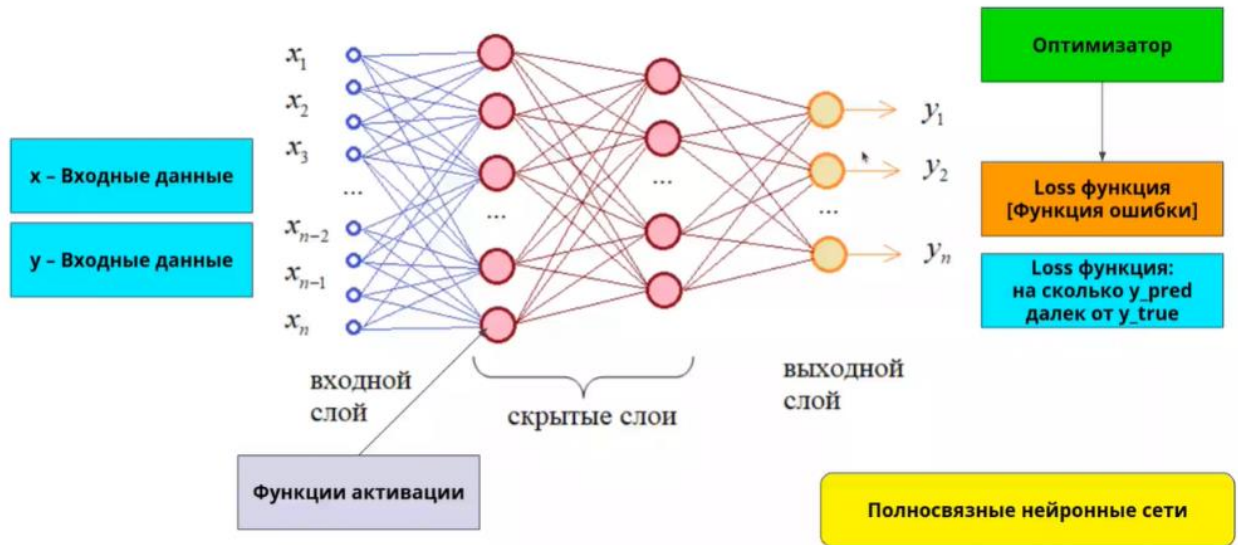 x – Входные данные
y – Входные данные
x1
x2
x3
...
xn-2
xn-1
xn
входной
слой
Функции активации
...
...
скрытые слои
...
выходной
слой
y1
y2
yn
Оптимизатор
Loss функция
[Функция ошибки]
Loss функция:
на сколько y_pred
далек от y_true
Полносвязные нейронные сети